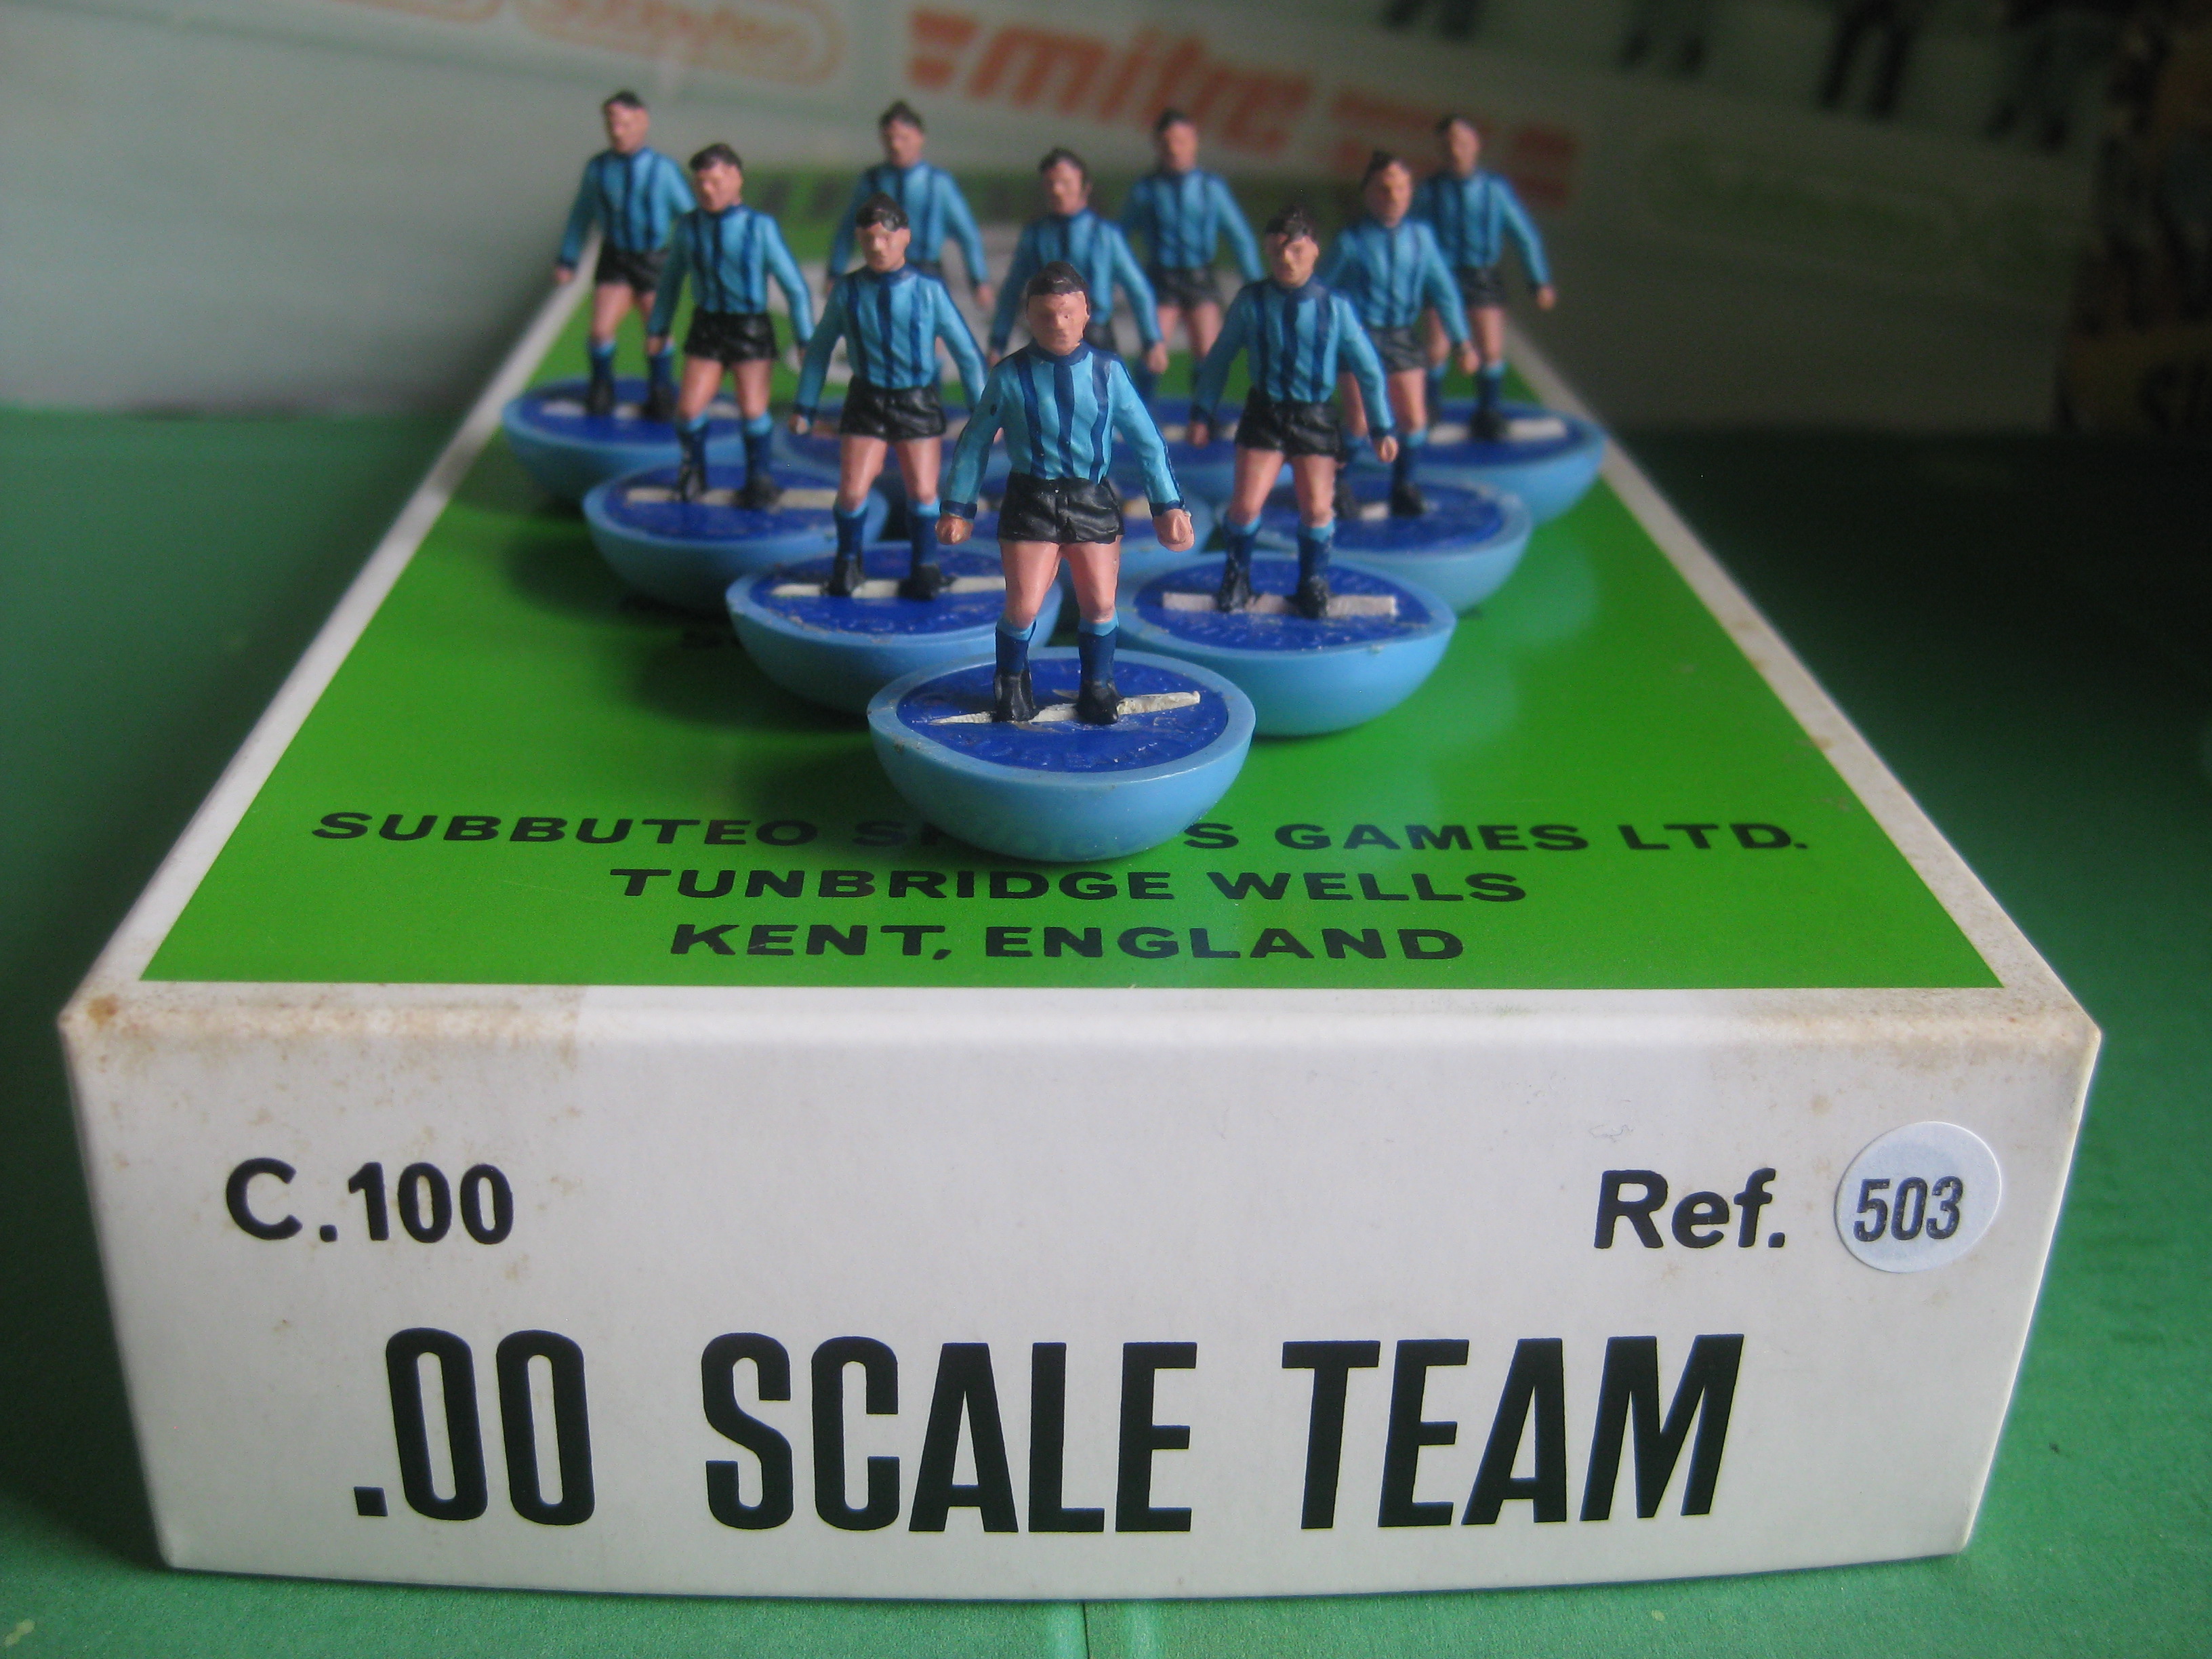 mitre
SUBBUTEO S S GAMES LTD.
TUNBRIDGE WELLS
KENT, ENGLAND
C.100 Ref. 503
.00 SCALE TEAM